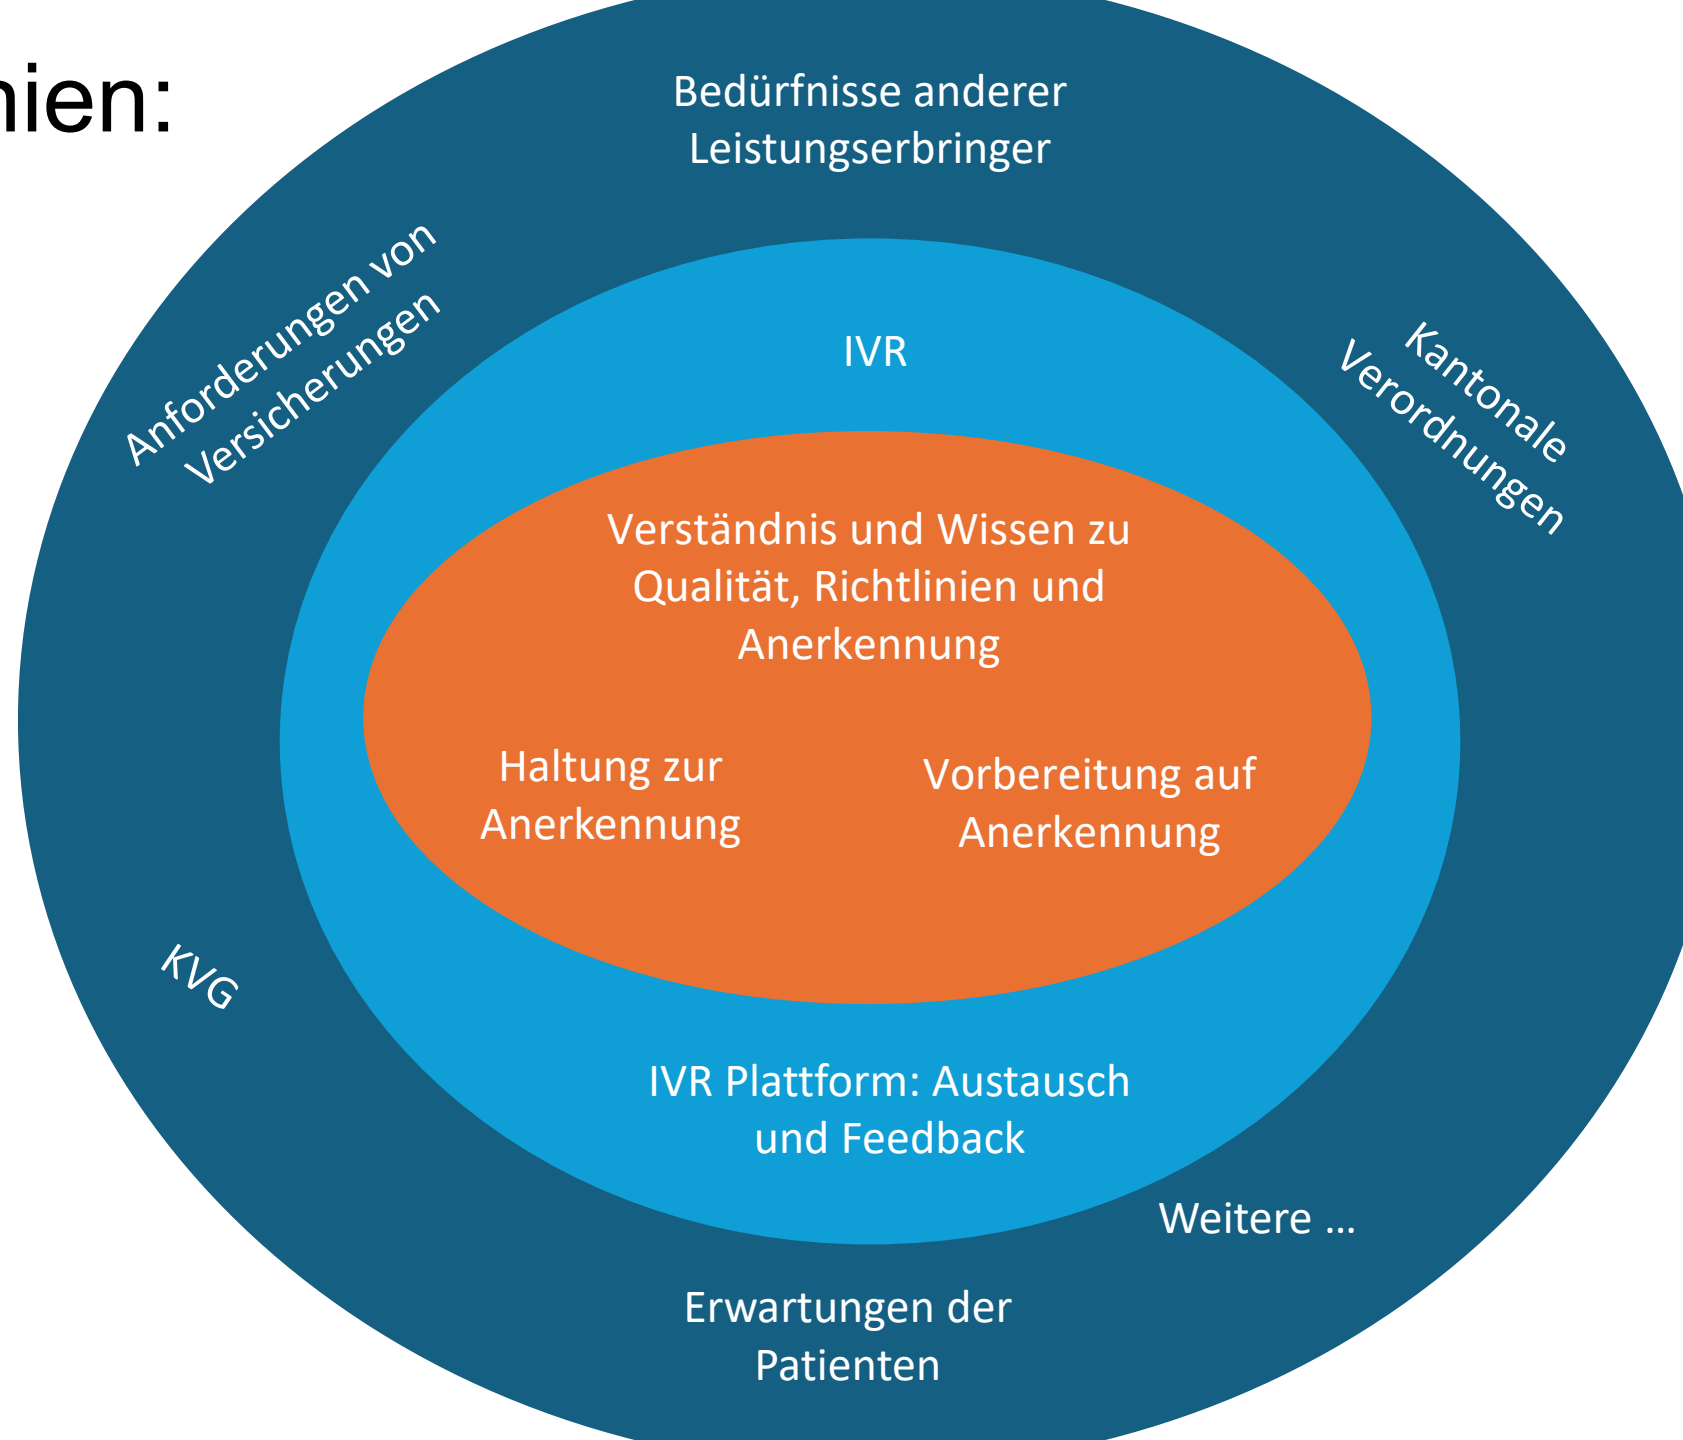 nien:
Bedürfnisse anderer
Leistungserbringer
Anforderungen von
Versicherungen
Kantonale
Verordnungen
IVR
Verständnis und Wissen zu
Qualität, Richtlinien und
Anerkennung
Haltung zur
Anerkennung
Vorbereitung auf
Anerkennung
KVG
IVR Plattform: Austausch
und Feedback
Weitere ...
Erwartungen der
Patienten